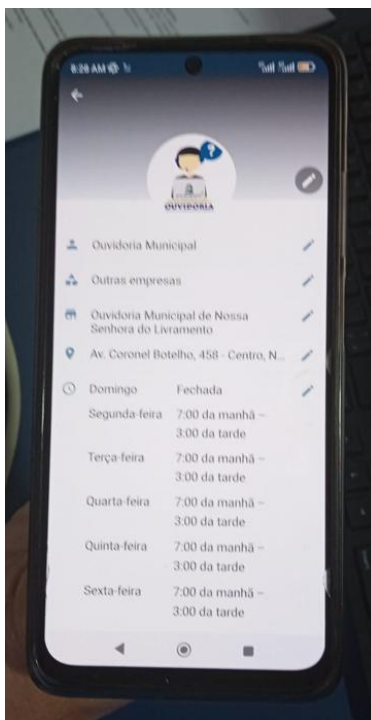 8:28 AM
?
OUVIDORIA
Ouvidoria Municipal
Outras empresas
Ouvidoria Municipal de Nossa
Senhora do Livramento
Av. Coronel Botelho, 458 - Centro, N...
Domingo Fechada
Segunda-feira 7:00 da manhã –
3:00 da tarde
Terça-feira 7:00 da manhã –
3:00 da tarde
Quarta-feira 7:00 da manhã –
3:00 da tarde
Quinta-feira 7:00 da manhã –
3:00 da tarde
Sexta-feira 7:00 da manhã –
3:00 da tarde